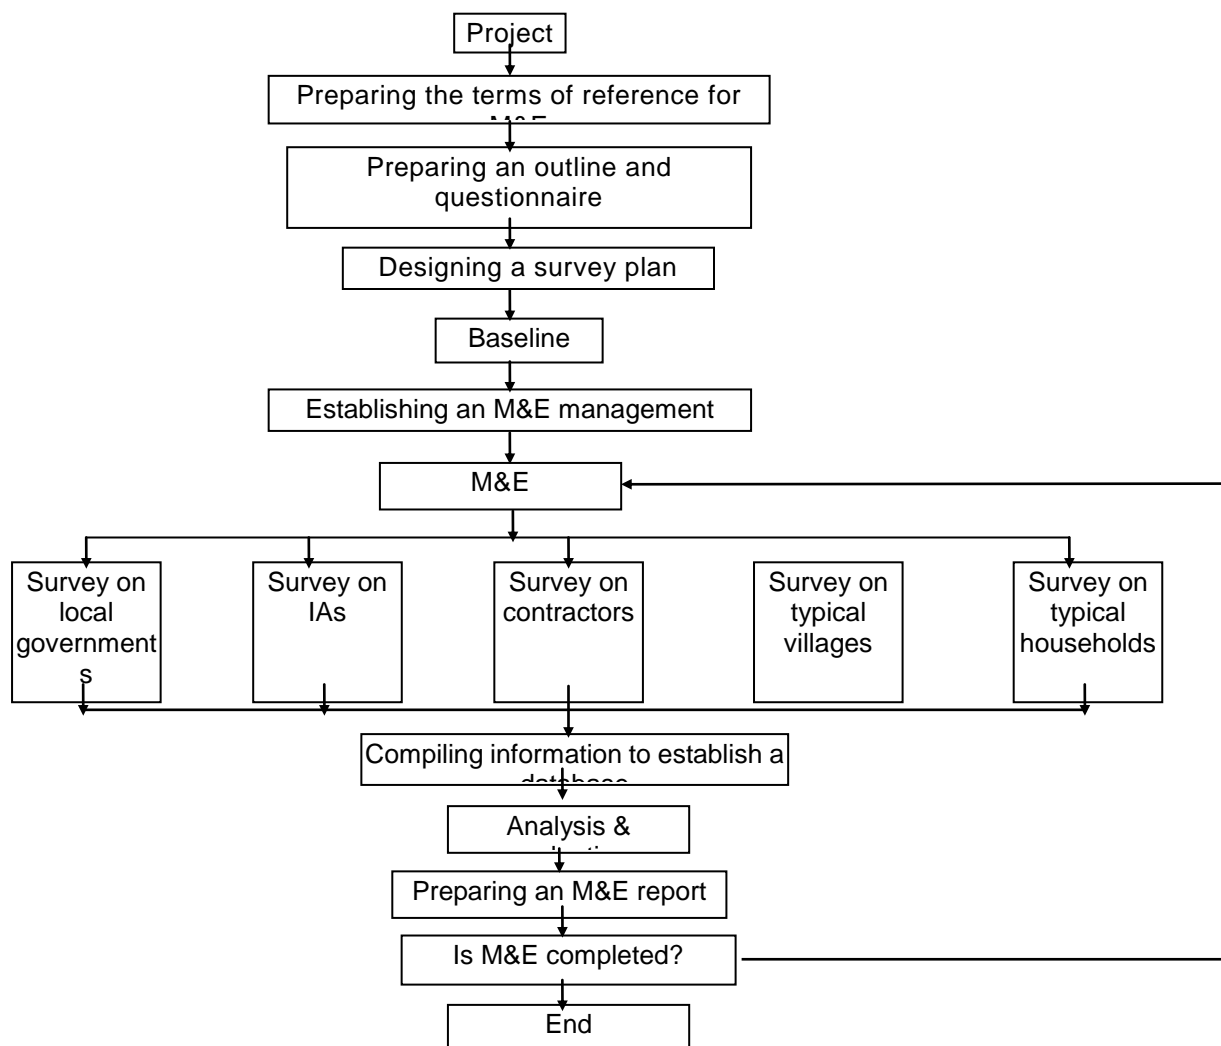 Project
Preparing the terms of reference for
M&E
Preparing an outline and
questionnaire
Designing a survey plan
Baseline
Establishing an M&E management
M&E
Survey on
local
government
s
Survey on
IAs
Survey on
contractors
Survey on
typical
villages
Survey on
typical
households
Compiling information to establish a
database
Analysis &
Preparing an M&E report
Is M&E completed?
End